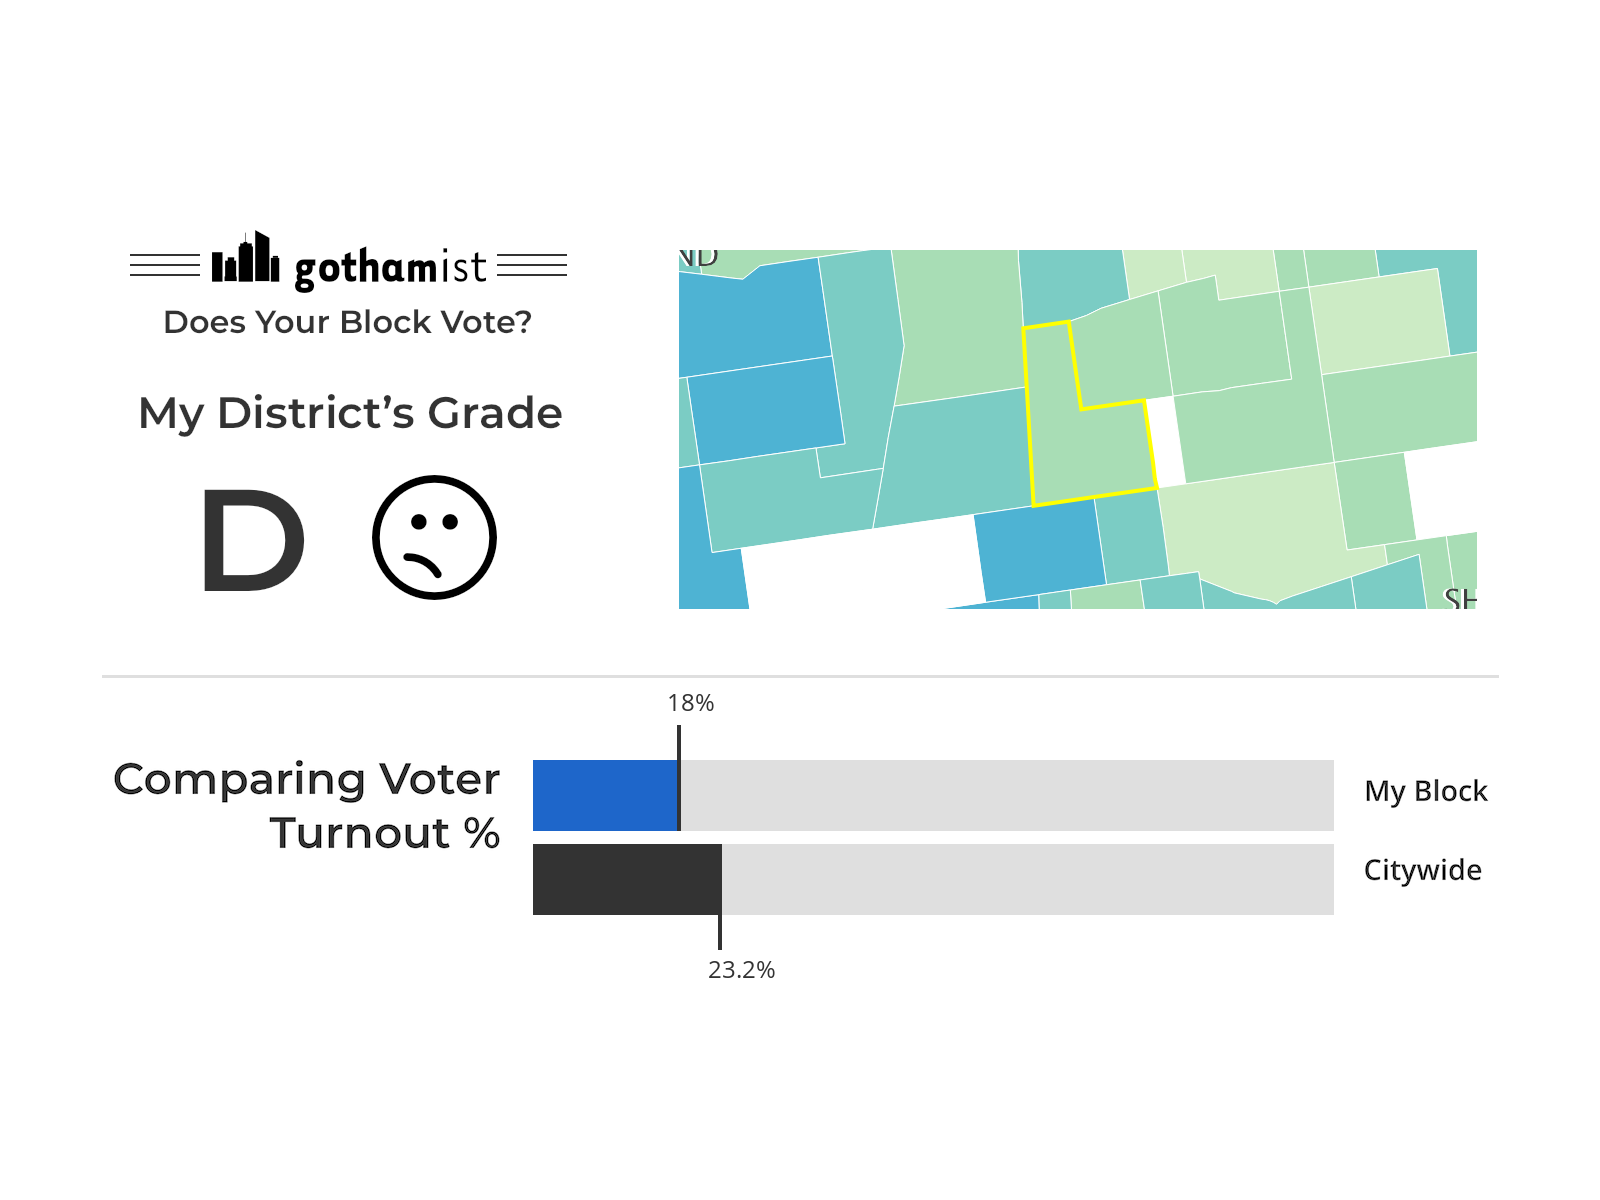 gothamist
Does Your Block Vote?
My District's Grade
D
ND
SH
18%
Comparing Voter
Turnout %
My Block
Citywide
23.2%